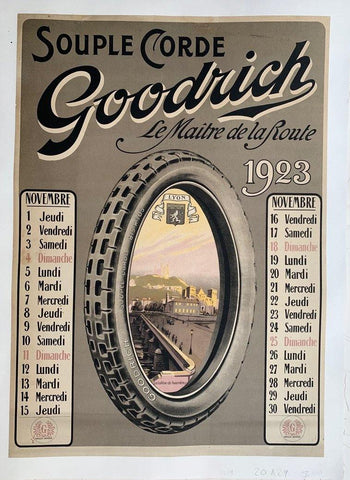 SOUPLE CORDE
Goodrich
Le Maître de la Route
1923
LYON
NOVEMBRE
1 Jeudi
2 Vendredi
3 Samedi
4 Dimanche
5 Lundi
6 Mardi
7 Mercredi
8 Jeudi
9 Vendredi
10 Samedi
11 Dimanche
12 Lundi
13 Mardi
14 Mercredi
15 Jeudi
NOVEMBRE
16 Vendredi
17 Samedi
18 Dimanche
19 Lundi
20 Mardi
21 Mercredi
22 Jeudi
23 Vendredi
24 Samedi
25 Dimanche
26 Lundi
27 Mardi
28 Mercredi
29 Jeudi
30 Vendredi
GOODRICH
G
G